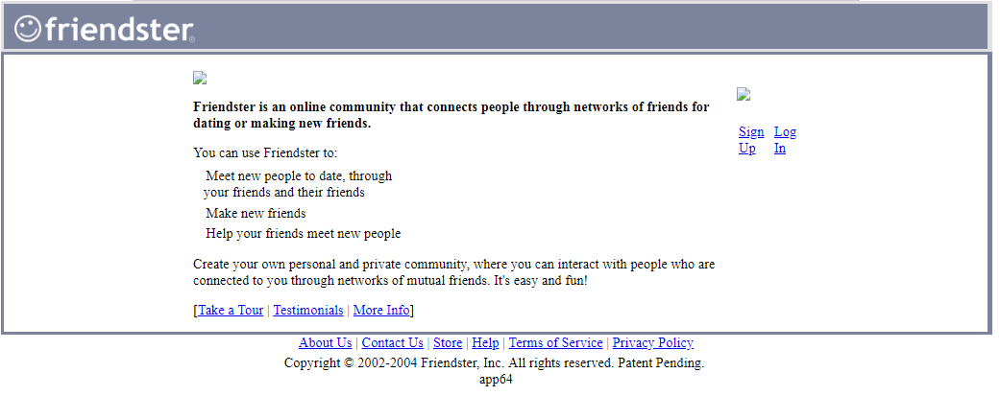 friendster®
Friendster is an online community that connects people through networks of friends for
dating or making new friends.
You can use Friendster to:
Meet new people to date, through
your friends and their friends
Make new friends
Help your friends meet new people
Create your own personal and private community, where you can interact with people who are
connected to you through networks of mutual friends. It's easy and fun!
[Take a Tour | Testimonials | More Info]
Sign Up
Log In
About Us | Contact Us | Store | Help | Terms of Service | Privacy Policy
Copyright © 2002-2004 Friendster, Inc. All rights reserved. Patent Pending.
app64